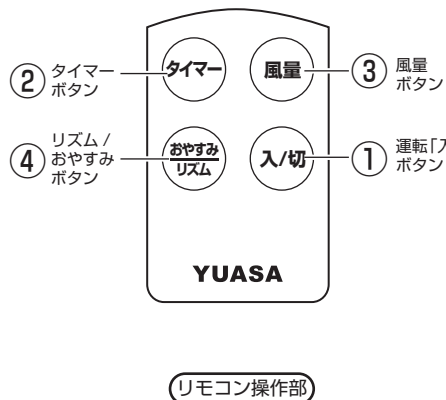 ② タイマー
ボタン
タイマー
風量
③ 風量
ボタン
④ リズム /
おやすみ
ボタン
おやすみ
リズム
入/切
① 運転「入
ボタン
YUASA
リモコン操作部